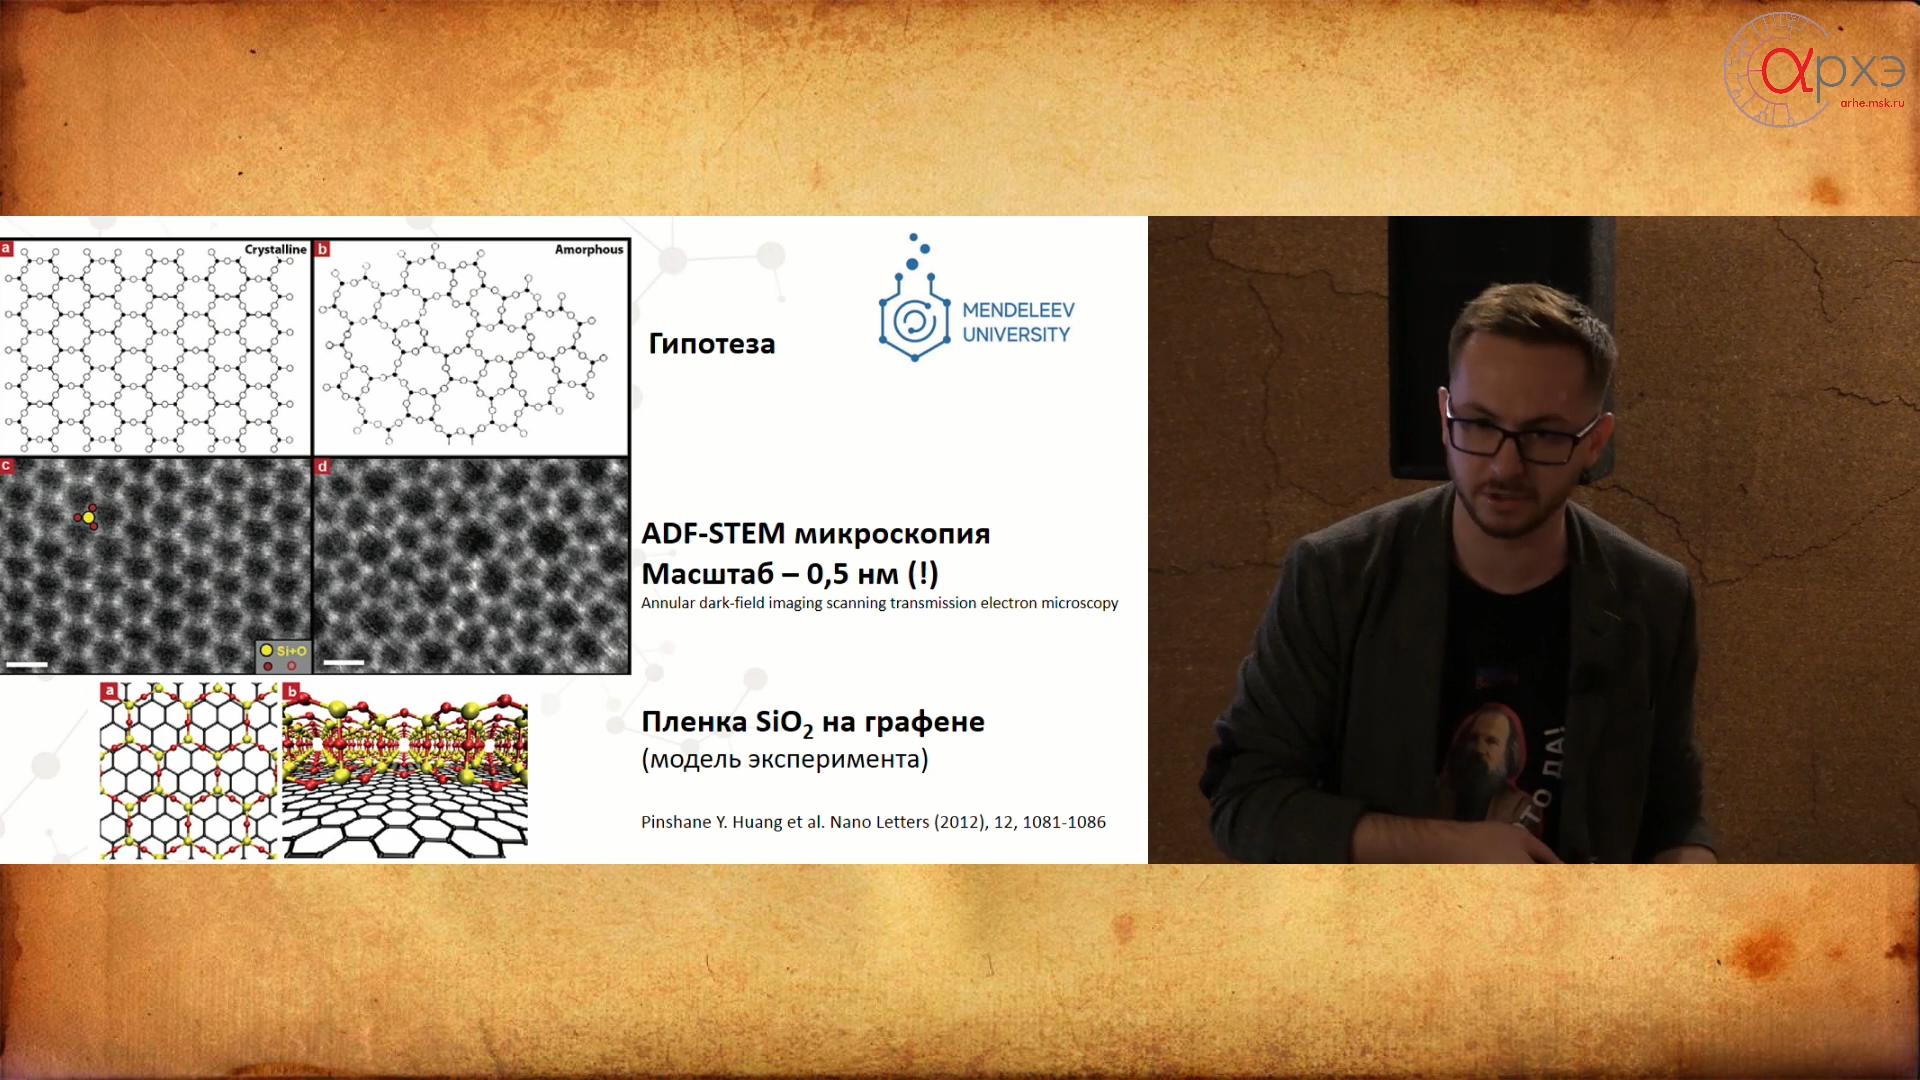 αрхэ
arhe.msk.ru
a
Crystalline
b
Amorphous
Гипотеза
MENDELEEV
UNIVERSITY
c
d
Si+O
ADF-STEM микроскопия
Масштаб – 0,5 нм (!)
Annular dark-field imaging scanning transmission electron microscopy
a
b
Пленка SiO₂ на графене
(модель эксперимента)
Pinshane Y. Huang et al. Nano Letters (2012), 12, 1081-1086
ТО ДА!